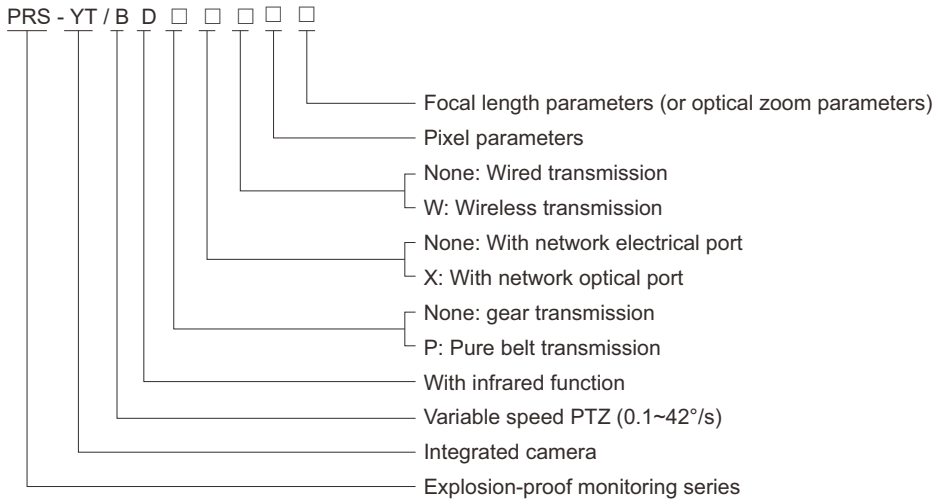 PRS - YT / B D □ □ □ □ □
Focal length parameters (or optical zoom parameters)
Pixel parameters
None: Wired transmission
W: Wireless transmission
None: With network electrical port
X: With network optical port
None: gear transmission
P: Pure belt transmission
With infrared function
Variable speed PTZ (0.1~42°/s)
Integrated camera
Explosion-proof monitoring series